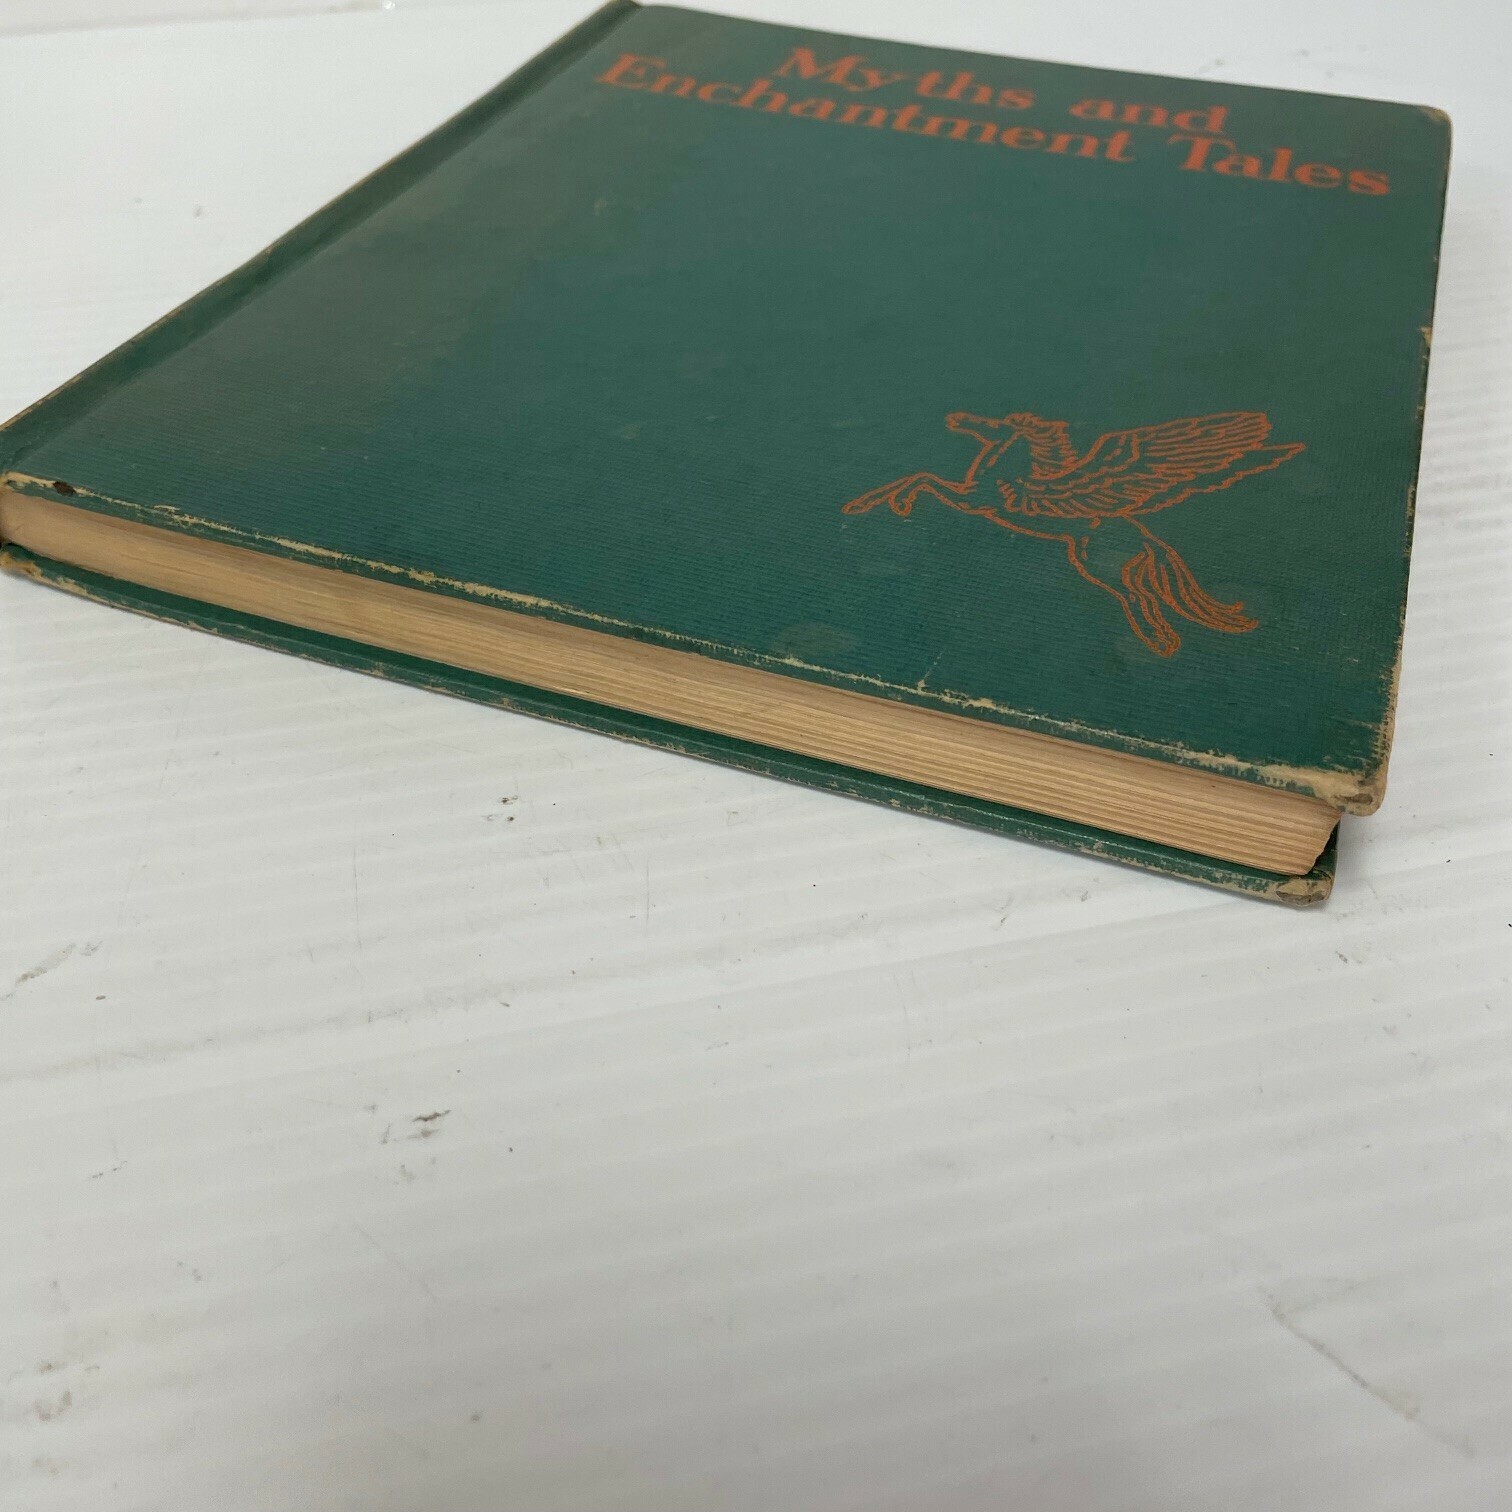 Myths and
Enchantment Tales